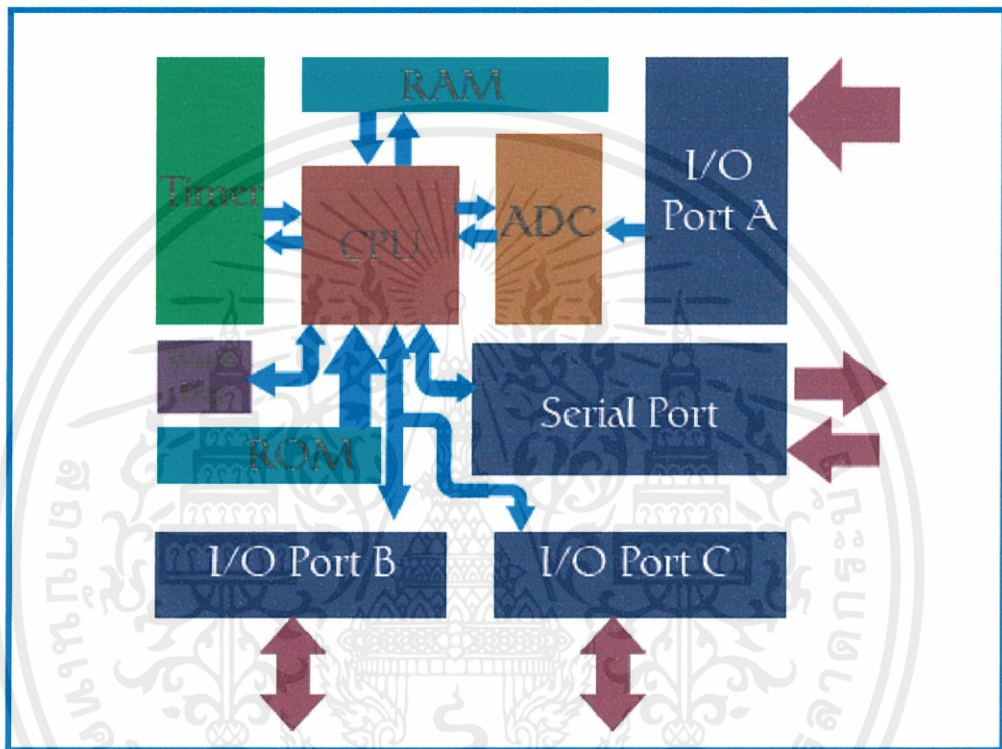 RAM
Timer
CPU
ADC
I/O
Port A
Serial Port
ROM
I/O Port B
I/O Port C